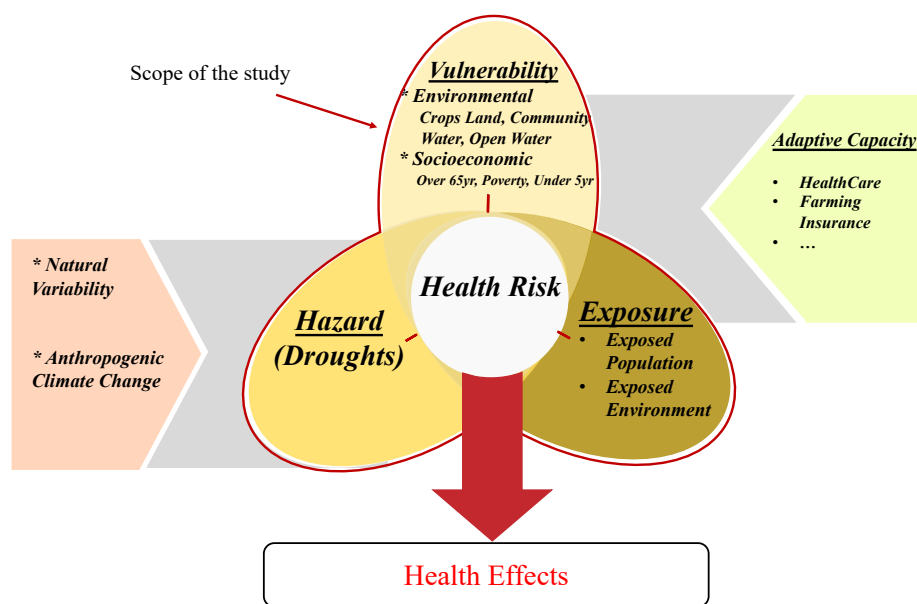 Scope of the study
Vulnerability
* Environmental
Crops Land, Community
Water, Open Water
* Socioeconomic
Over 65yr, Poverty, Under 5yr
Adaptive Capacity
• HealthCare
• Farming
Insurance
• …
* Natural
Variability
* Anthropogenic
Climate Change
Hazard
(Droughts)
Health Risk
Exposure
• Exposed
Population
• Exposed
Environment
Health Effects